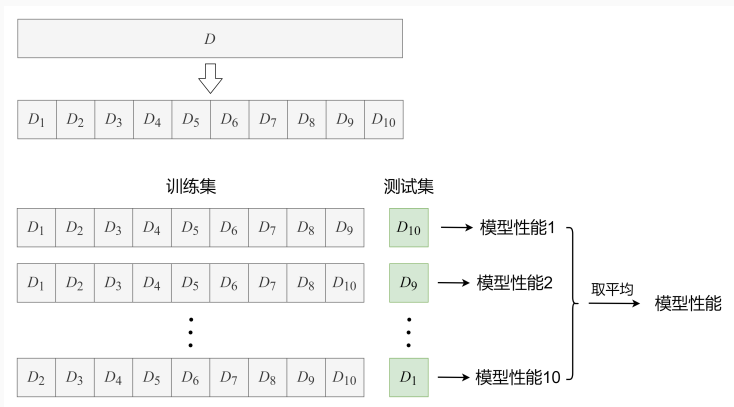 D
D₁ D₂ D₃ D₄ D₅ D₆ D₇ D₈ D₉ D₁₀
训练集 测试集
D₁ D₂ D₃ D₄ D₅ D₆ D₇ D₈ D₉ D₁₀ 模型性能1
D₁ D₂ D₃ D₄ D₅ D₆ D₇ D₈ D₁₀ D₉ 模型性能2
取平均 模型性能
D₂ D₃ D₄ D₅ D₆ D₇ D₈ D₉ D₁₀ D₁ 模型性能10